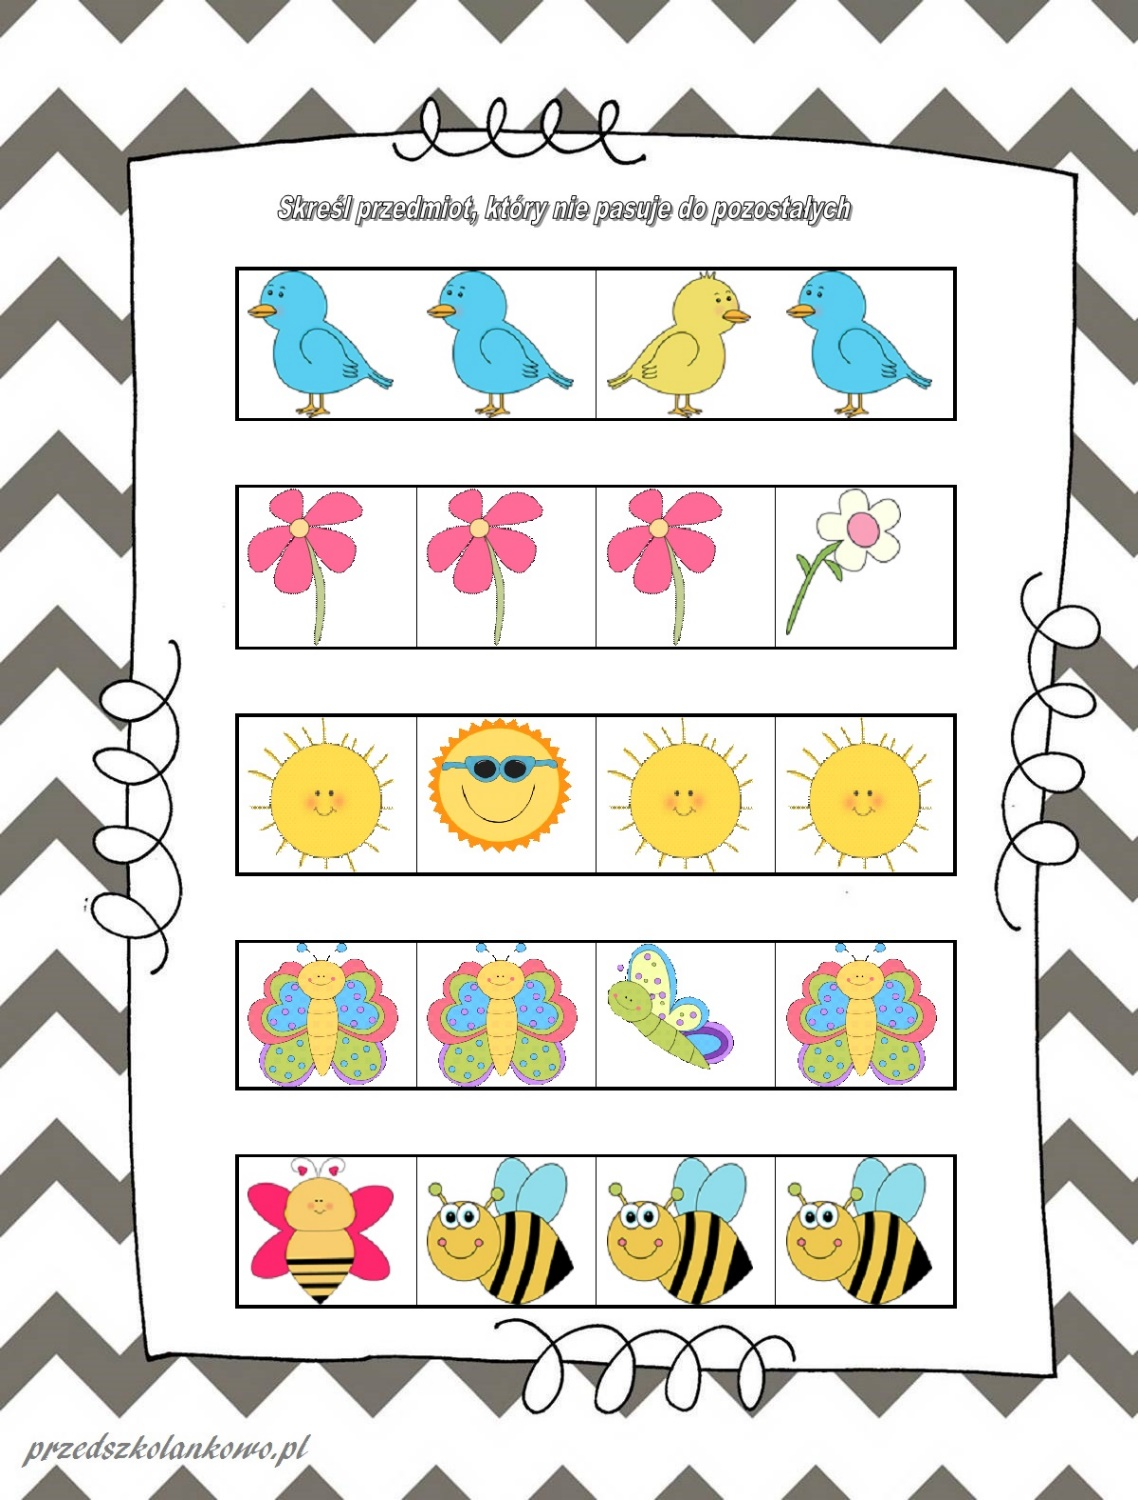 Skreśl przedmiot, który nie pasuje do pozostałych
przedszkolankowo.pl